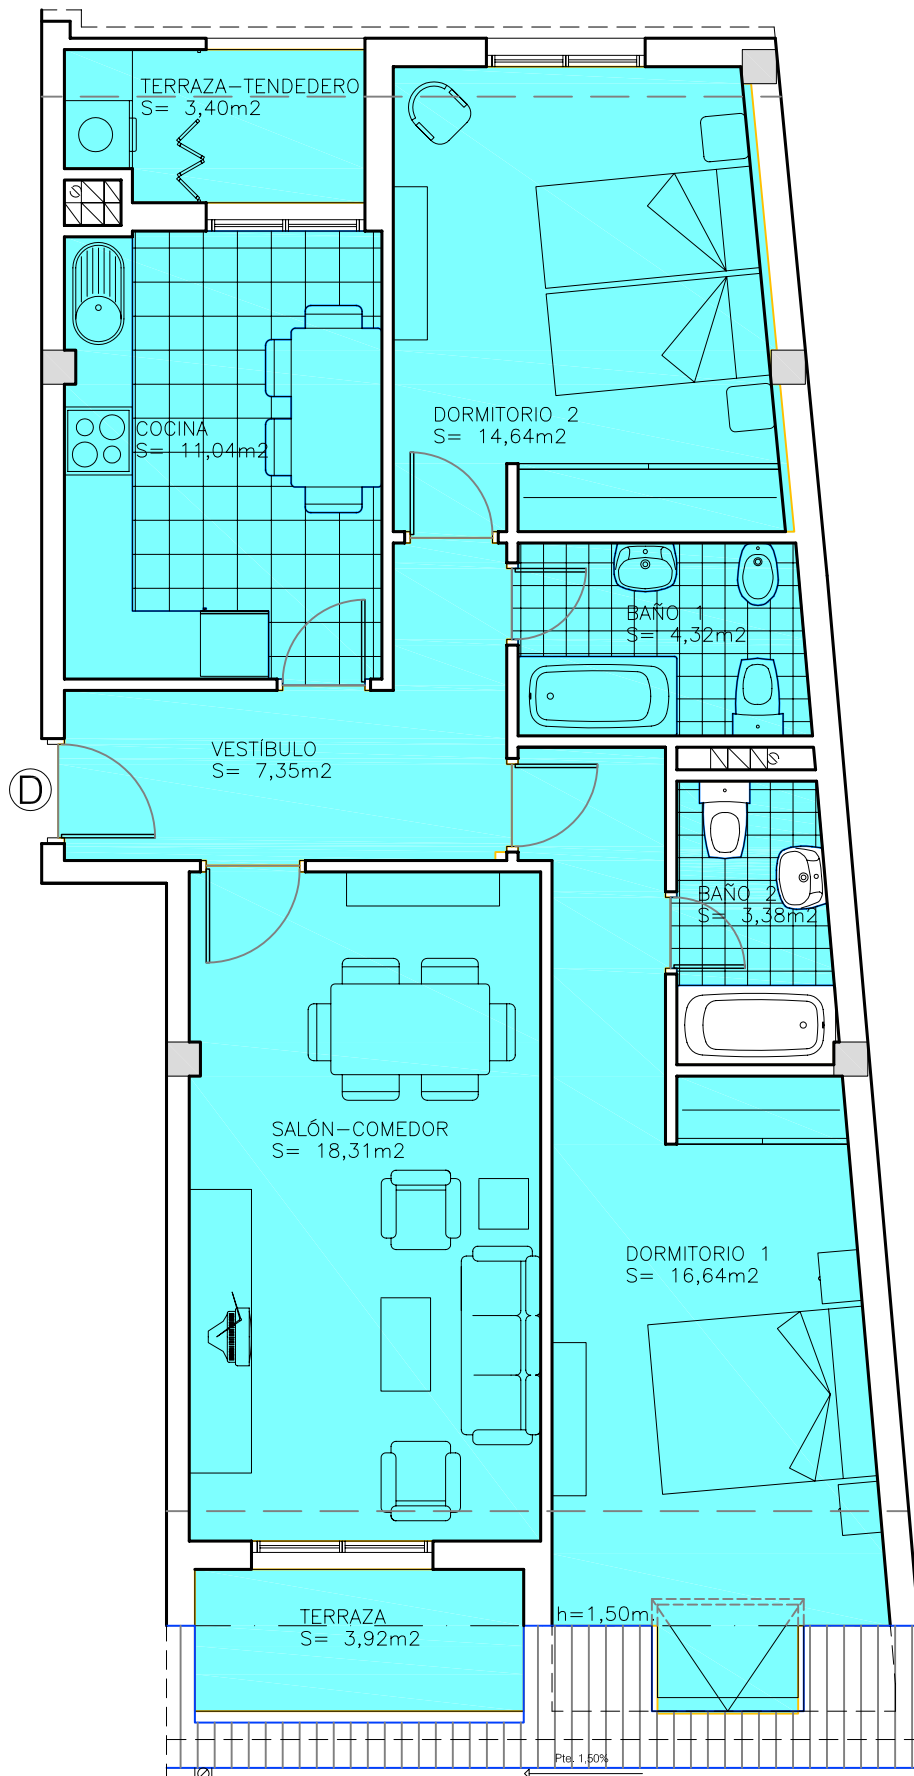 TERRAZA-TENDEDERO
S= 3,40m2
S
COCINA
S= 11,04m2
DORMITORIO 2
S= 14,64m2
BAÑO 1
S= 4,32m2
VESTÍBULO
S= 7,35m2
S
D
BAÑO 2
S= 3,38m2
SALÓN-COMEDOR
S= 18,31m2
DORMITORIO 1
S= 16,64m2
h=1,50m.
TERRAZA
S= 3,92m2
Pte. 1,50%